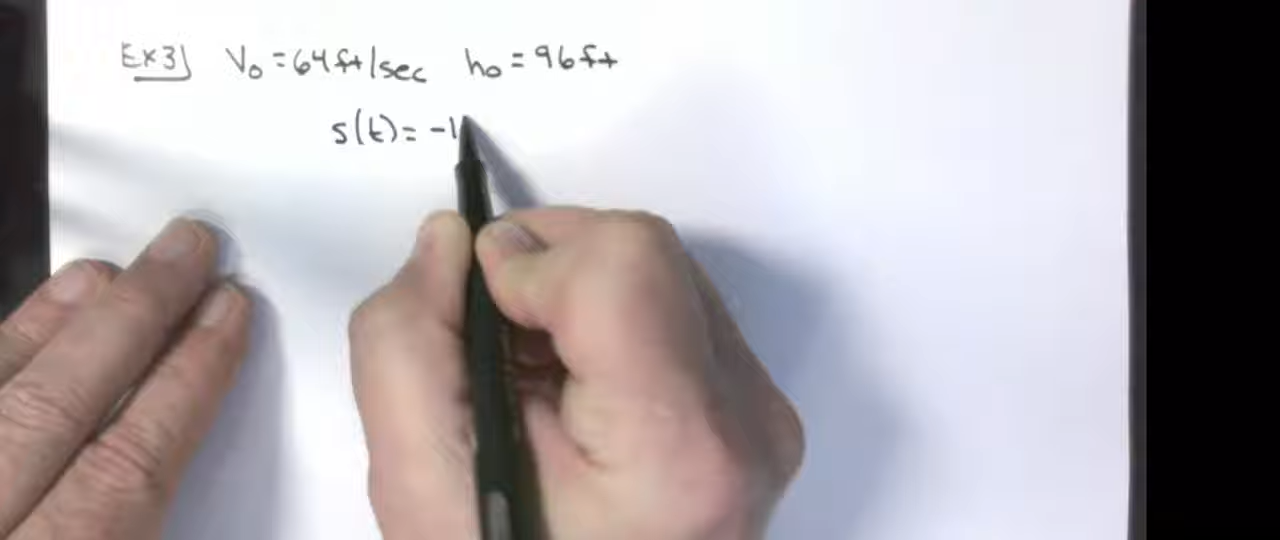 Ex3) V₀ = 64 ft/sec h₀ = 96 ft
s(t) = -1